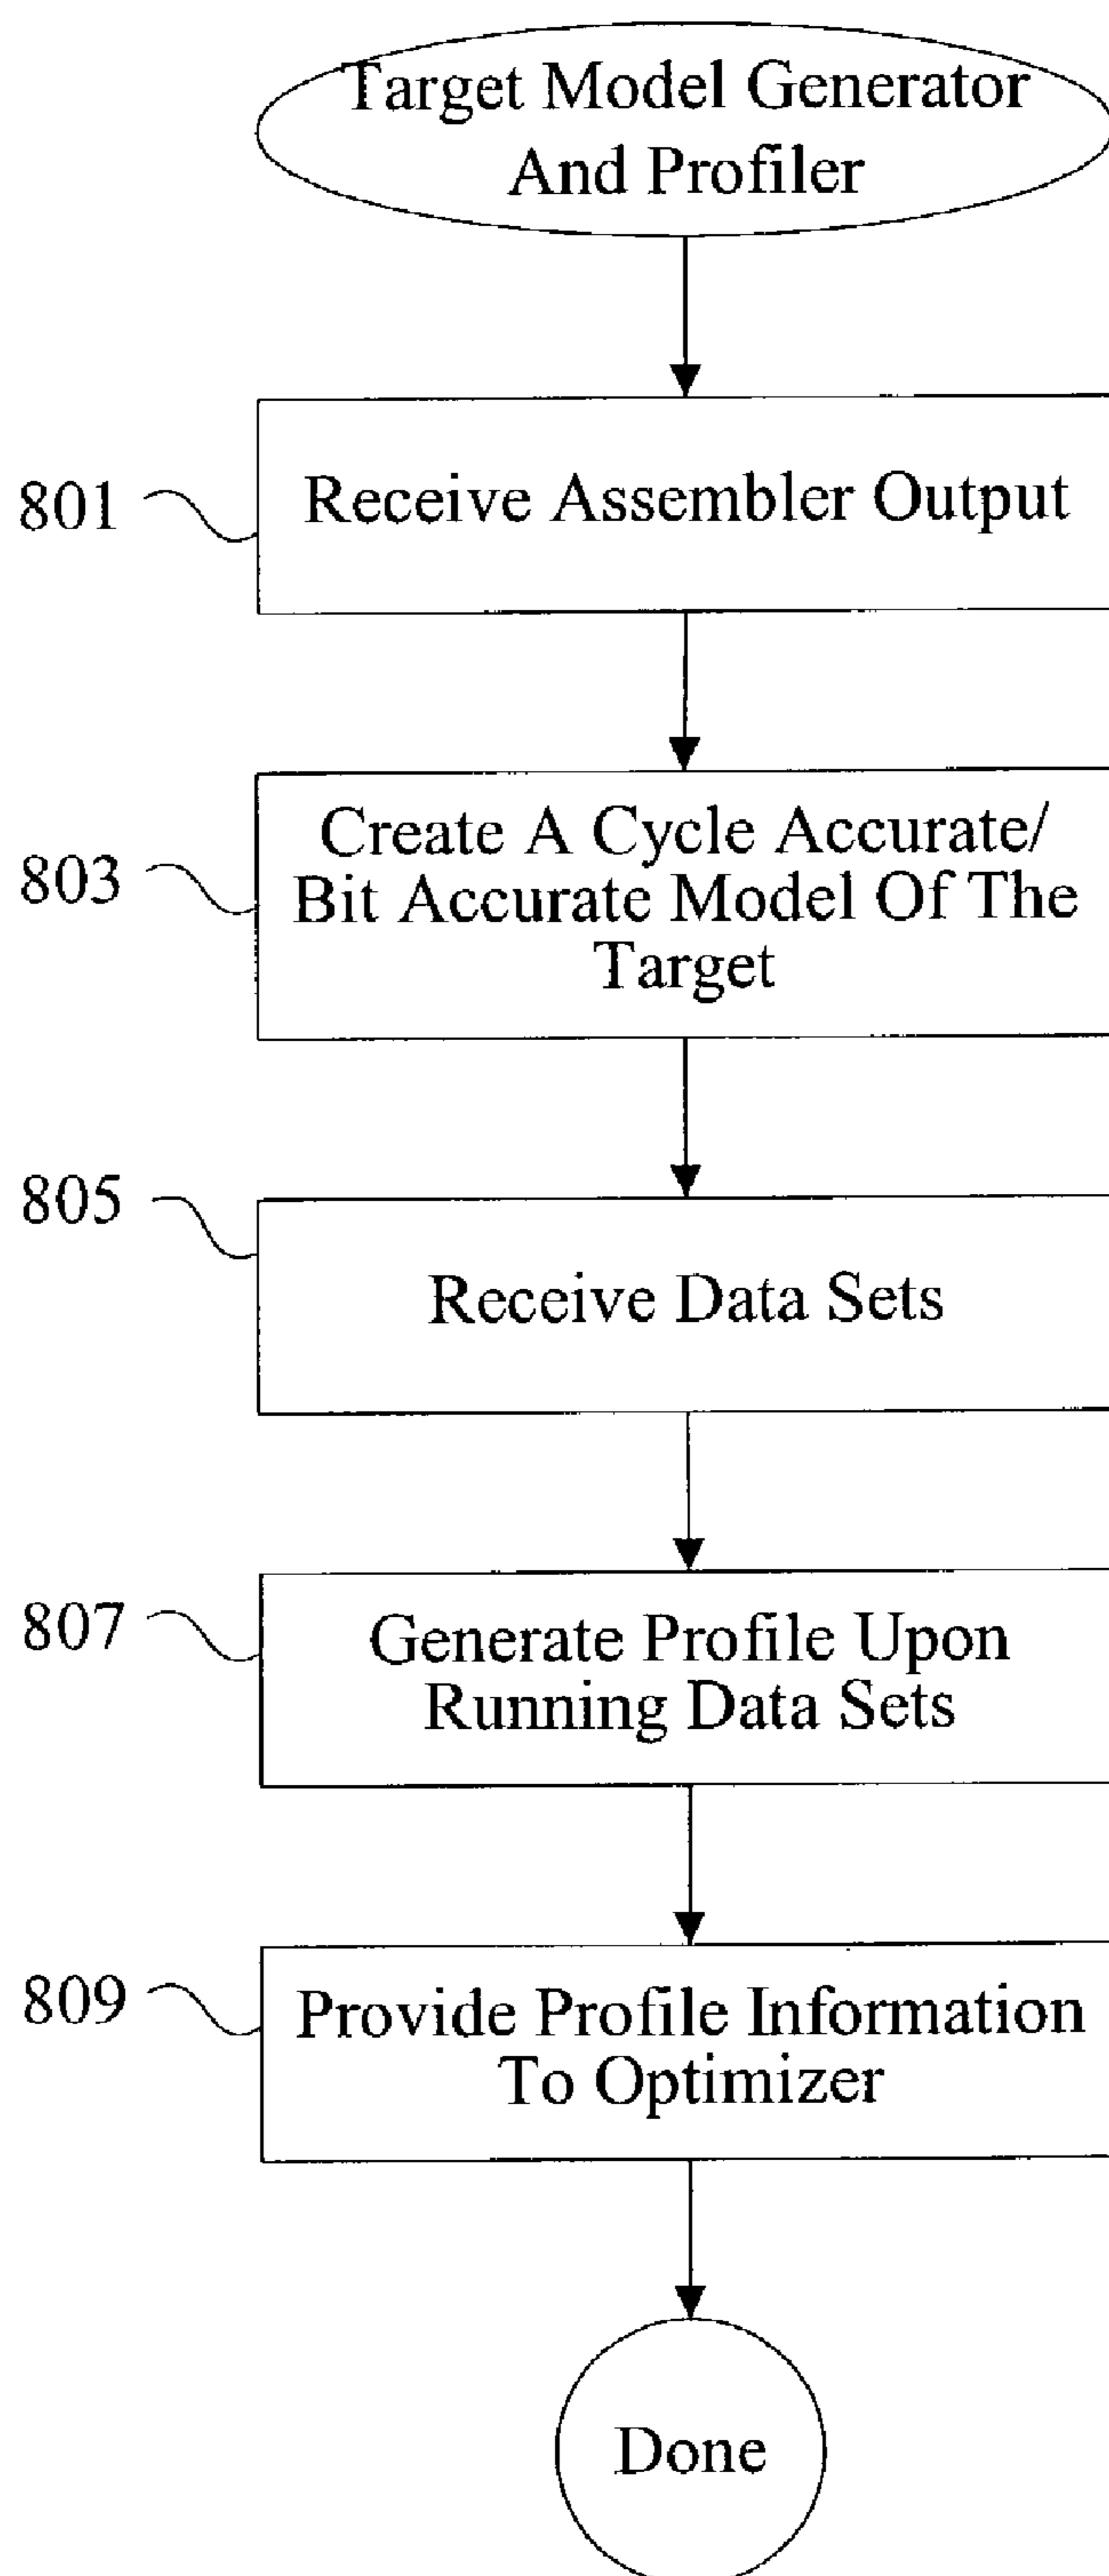 Target Model Generator
And Profiler
801
Receive Assembler Output
803
Create A Cycle Accurate/
Bit Accurate Model Of The
Target
805
Receive Data Sets
807
Generate Profile Upon
Running Data Sets
809
Provide Profile Information
To Optimizer
Done